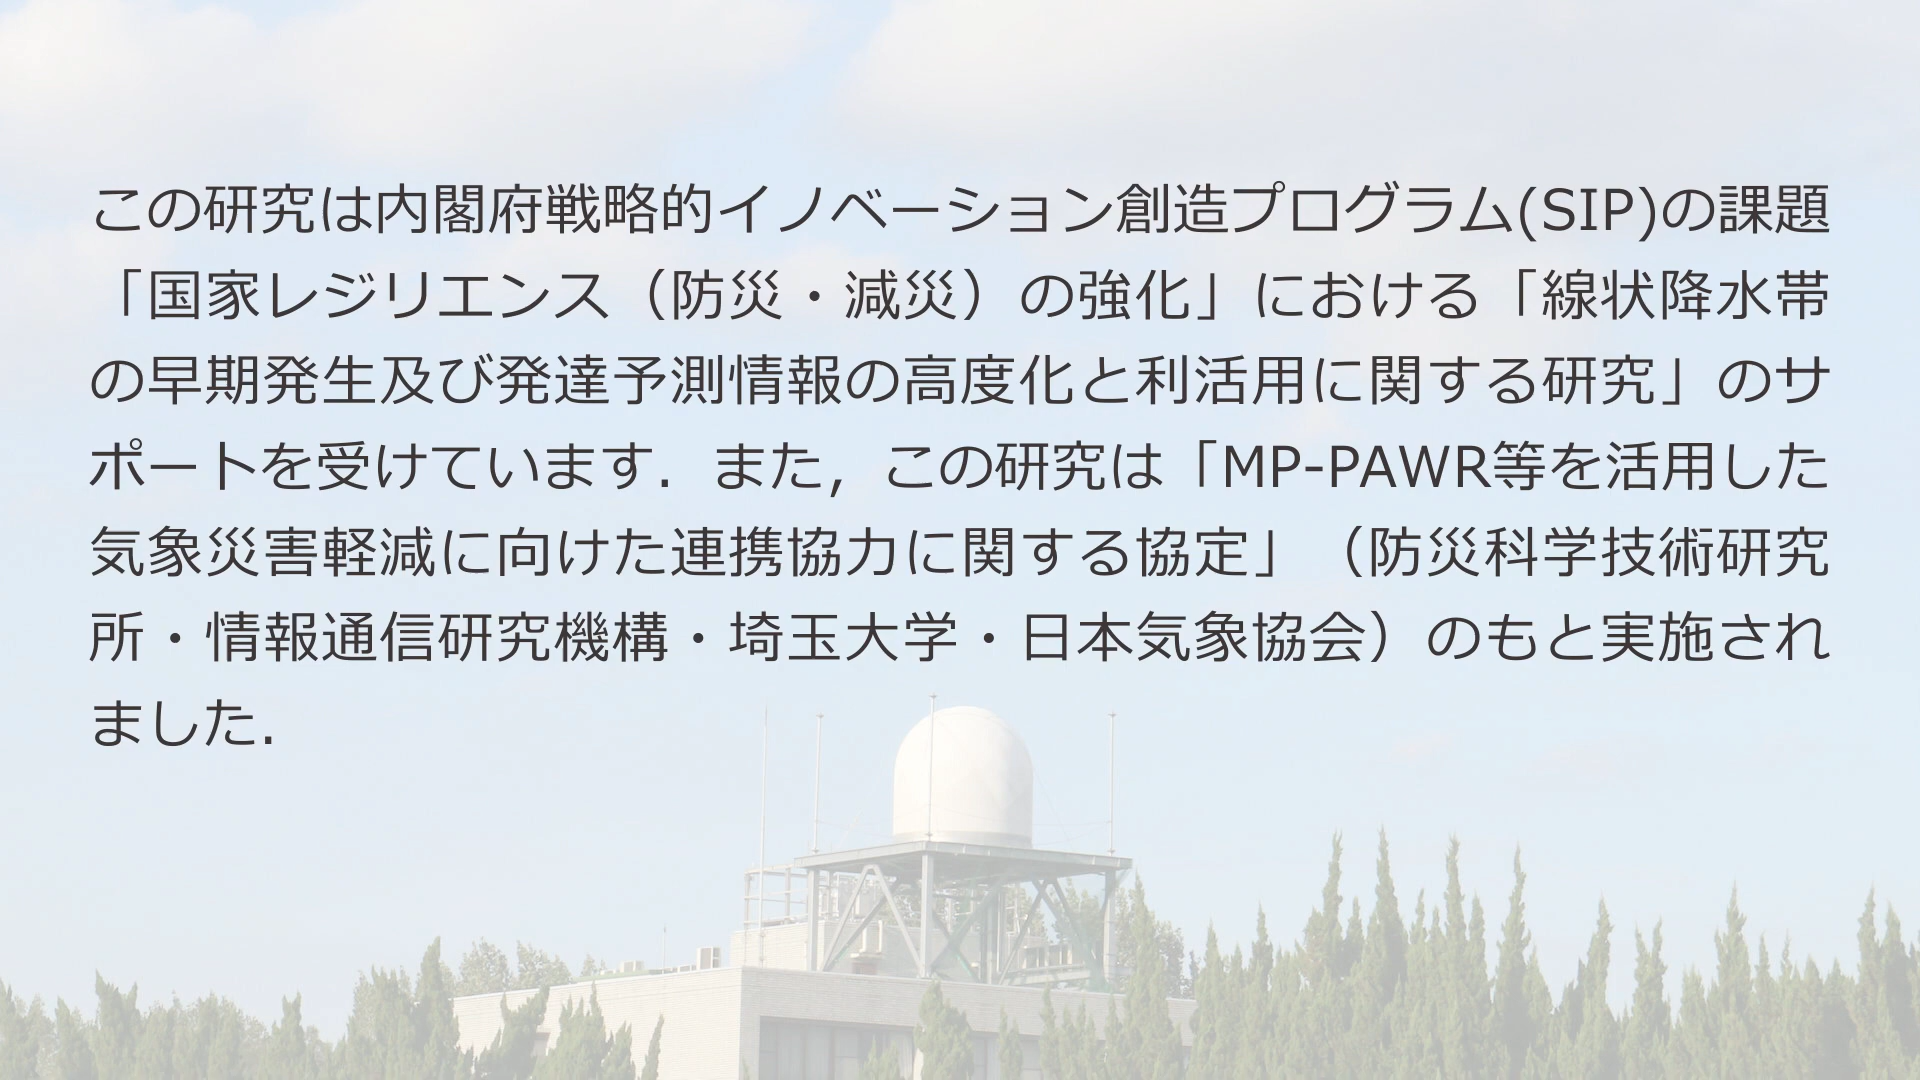 この研究は内閣府戦略的イノベーション創造プログラム(SIP)の課題
「国家レジリエンス（防災・減災）の強化」における「線状降水帯
の早期発生及び発達予測情報の高度化と利活用に関する研究」のサ
ポートを受けています．また，この研究は「MP-PAWR等を活用した
気象災害軽減に向けた連携協力に関する協定」（防災科学技術研究
所・情報通信研究機構・埼玉大学・日本気象協会）のもと実施され
ました．